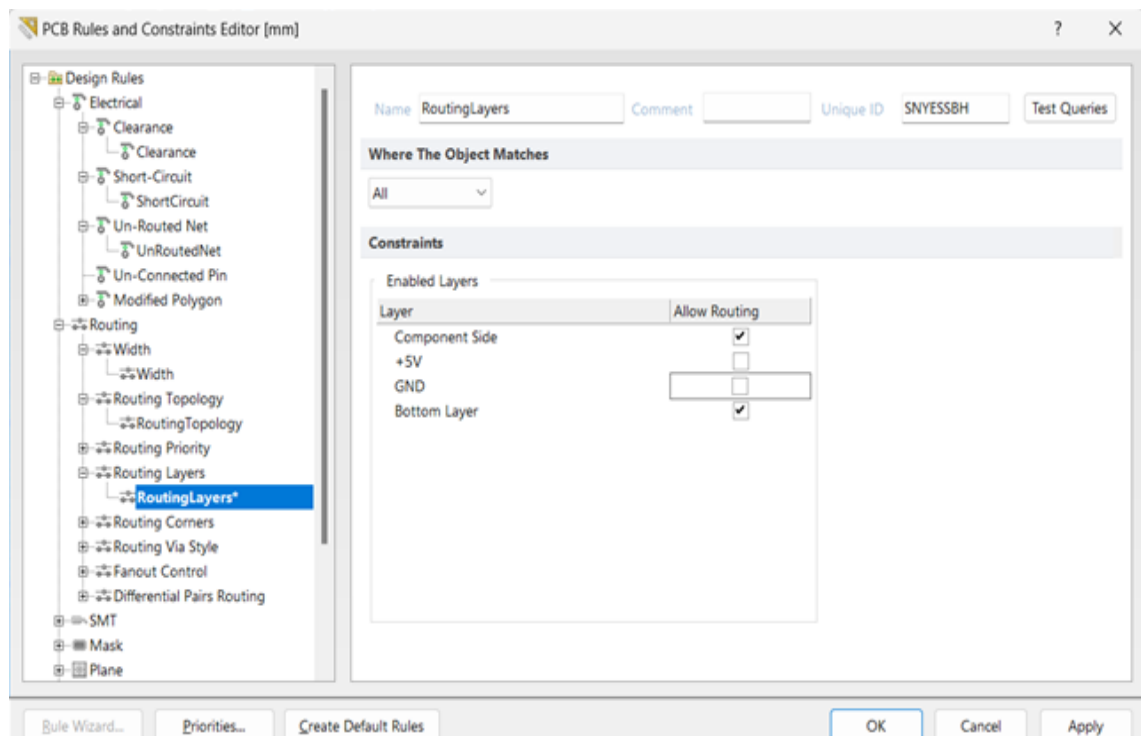 PCB Rules and Constraints Editor [mm]
? ×
Design Rules
Electrical
Clearance
Clearance
Short-Circuit
ShortCircuit
Un-Routed Net
UnRoutedNet
Un-Connected Pin
Modified Polygon
Routing
Width
Width
Routing Topology
RoutingTopology
Routing Priority
Routing Layers
RoutingLayers*
Routing Corners
Routing Via Style
Fanout Control
Differential Pairs Routing
SMT
Mask
Plane
Name RoutingLayers Comment Unique ID SNYESSBH Test Queries
Where The Object Matches
All
Constraints
Enabled Layers
Layer Allow Routing
Component Side
+5V
GND
Bottom Layer
Rule Wizard... Priorities... Create Default Rules OK Cancel Apply